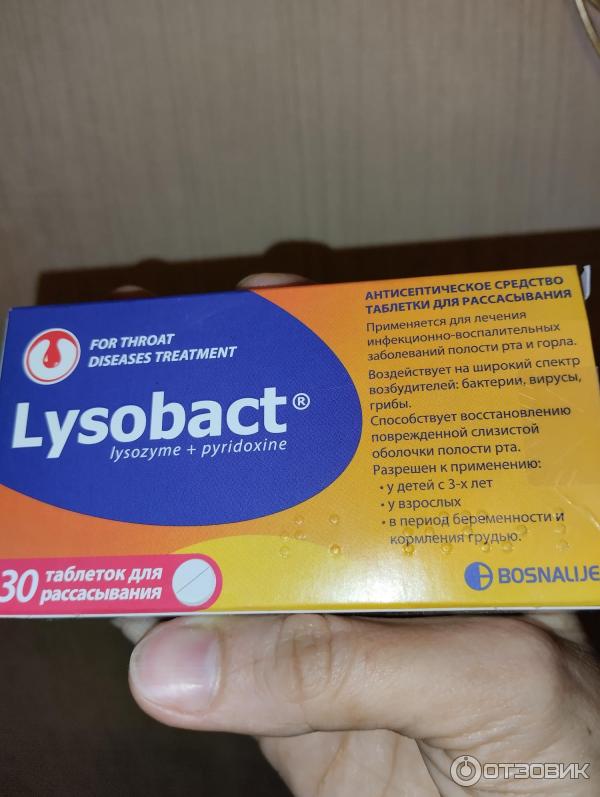 FOR THROAT
DISEASES TREATMENT
Lysobact®
lysozyme + pyridoxine
30 таблеток для
рассасывания
АНТИСЕПТИЧЕСКОЕ СРЕДСТВО
ТАБЛЕТКИ ДЛЯ РАССАСЫВАНИЯ
Применяется для лечения
инфекционно-воспалительных
заболеваний полости рта и горла.
Воздействует на широкий спектр
возбудителей: бактерии, вирусы,
грибы.
Способствует восстановлению
поврежденной слизистой
оболочки полости рта.
Разрешен к применению:
• у детей с 3-х лет
• у взрослых
• в период беременности и
кормления грудью.
BOSNALIJE
ОТЗОВИК